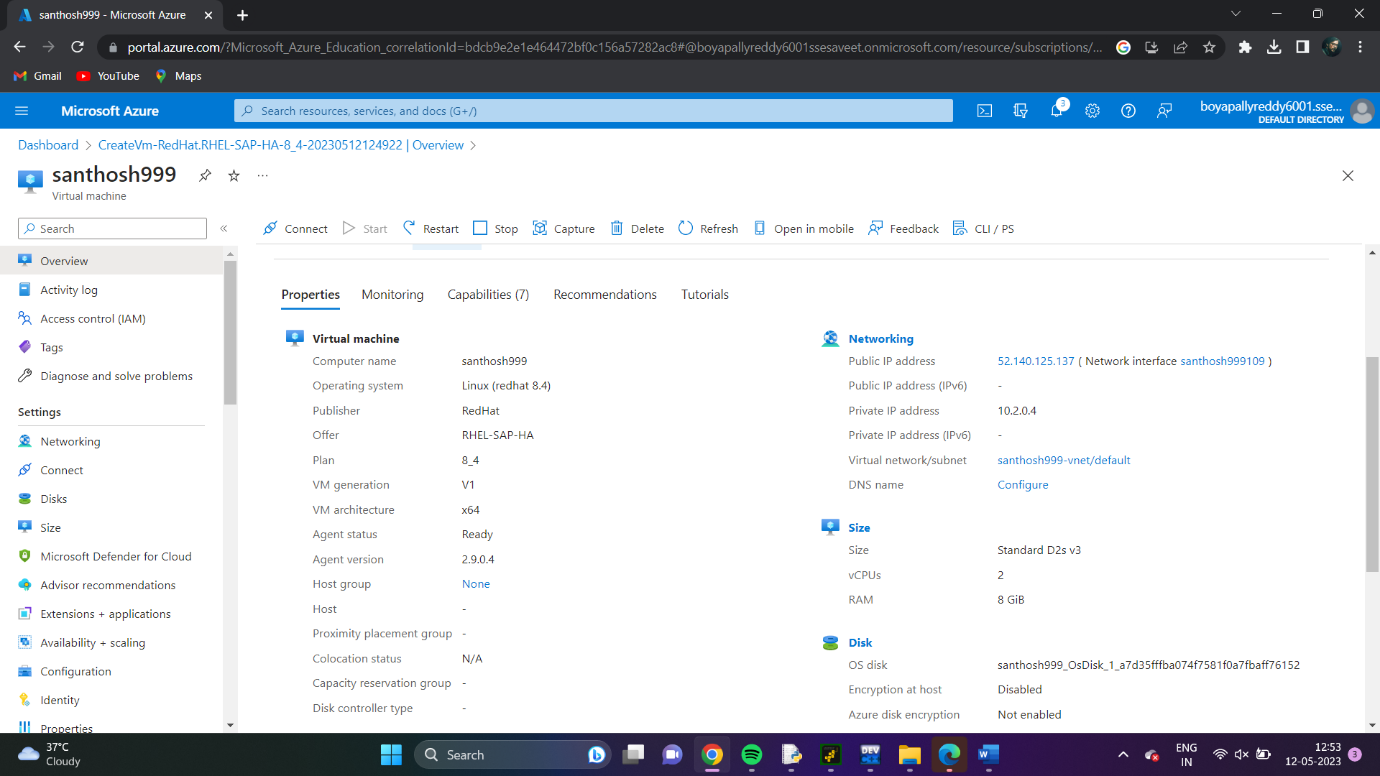 santhosh999 - Microsoft Azure
portal.azure.com/?Microsoft_Azure_Education_correlationId=bdcb9e2e1e464472bf0c156a57282ac8#@boyapallyreddy6001ssesaveet.onmicrosoft.com/resource/subscriptions/...
Gmail YouTube Maps
Microsoft Azure
Search resources, services, and docs (G+/)
3
boyapallyreddy6001.sse...
DEFAULT DIRECTORY
Dashboard > CreateVm-RedHat.RHEL-SAP-HA-8_4-20230512124922 | Overview >
santhosh999
Virtual machine
Search
Connect Start Restart Stop Capture Delete Refresh Open in mobile Feedback CLI / PS
Overview
Activity log
Access control (IAM)
Tags
Diagnose and solve problems
Settings
Networking
Connect
Disks
Size
Microsoft Defender for Cloud
Advisor recommendations
Extensions + applications
Availability + scaling
Configuration
Identity
Properties
Properties Monitoring Capabilities (7) Recommendations Tutorials
Virtual machine
Computer name santhosh999
Operating system Linux (redhat 8.4)
Publisher RedHat
Offer RHEL-SAP-HA
Plan 8_4
VM generation V1
VM architecture x64
Agent status Ready
Agent version 2.9.0.4
Host group None
Host -
Proximity placement group -
Colocation status N/A
Capacity reservation group -
Disk controller type -
Networking
Public IP address 52.140.125.137 ( Network interface santhosh999109 )
Public IP address (IPv6) -
Private IP address 10.2.0.4
Private IP address (IPv6) -
Virtual network/subnet santhosh999-vnet/default
DNS name Configure
Size
Size Standard D2s v3
vCPUs 2
RAM 8 GiB
Disk
OS disk santhosh999_OsDisk_1_a7d35fffba074f7581f0a7fbaff76152
Encryption at host Disabled
Azure disk encryption Not enabled
37°C
Cloudy
Search
DEV
ENG
IN
12:53
12-05-2023
3